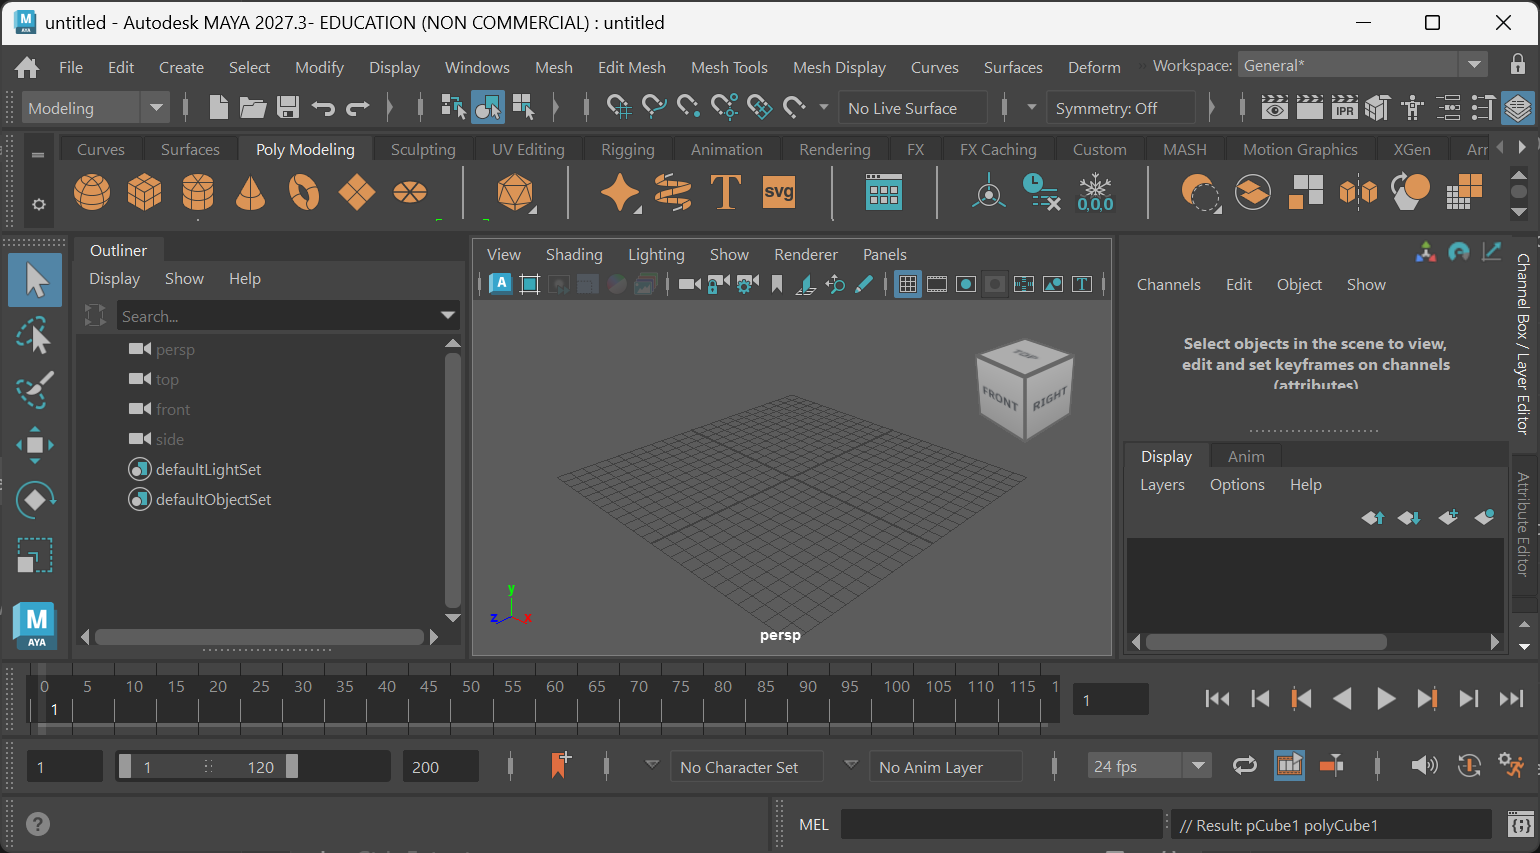 untitled - Autodesk MAYA 2027.3- EDUCATION (NON COMMERCIAL) : untitled
File Edit Create Select Modify Display Windows Mesh Edit Mesh Mesh Tools Mesh Display Curves Surfaces Deform Workspace: General*
Modeling No Live Surface Symmetry: Off IPR
Curves Surfaces Poly Modeling Sculpting UV Editing Rigging Animation Rendering FX FX Caching Custom MASH Motion Graphics XGen Arr
T svg 0,0,0
Outliner
Display Show Help
Search...
persp
top
front
side
defaultLightSet
defaultObjectSet
M
AYA
View Shading Lighting Show Renderer Panels
A T
TOP
FRONT RIGHT
y
z x
persp
Channels Edit Object Show
Select objects in the scene to view,
edit and set keyframes on channels
(attributes)
Display Anim
Layers Options Help
Channel Box / Layer Editor
Attribute Editor
0 5 10 15 20 25 30 35 40 45 50 55 60 65 70 75 80 85 90 95 100 105 110 115 1
1
1
1 1 120 200 No Character Set No Anim Layer 24 fps
? MEL // Result: pCube1 polyCube1 {;}